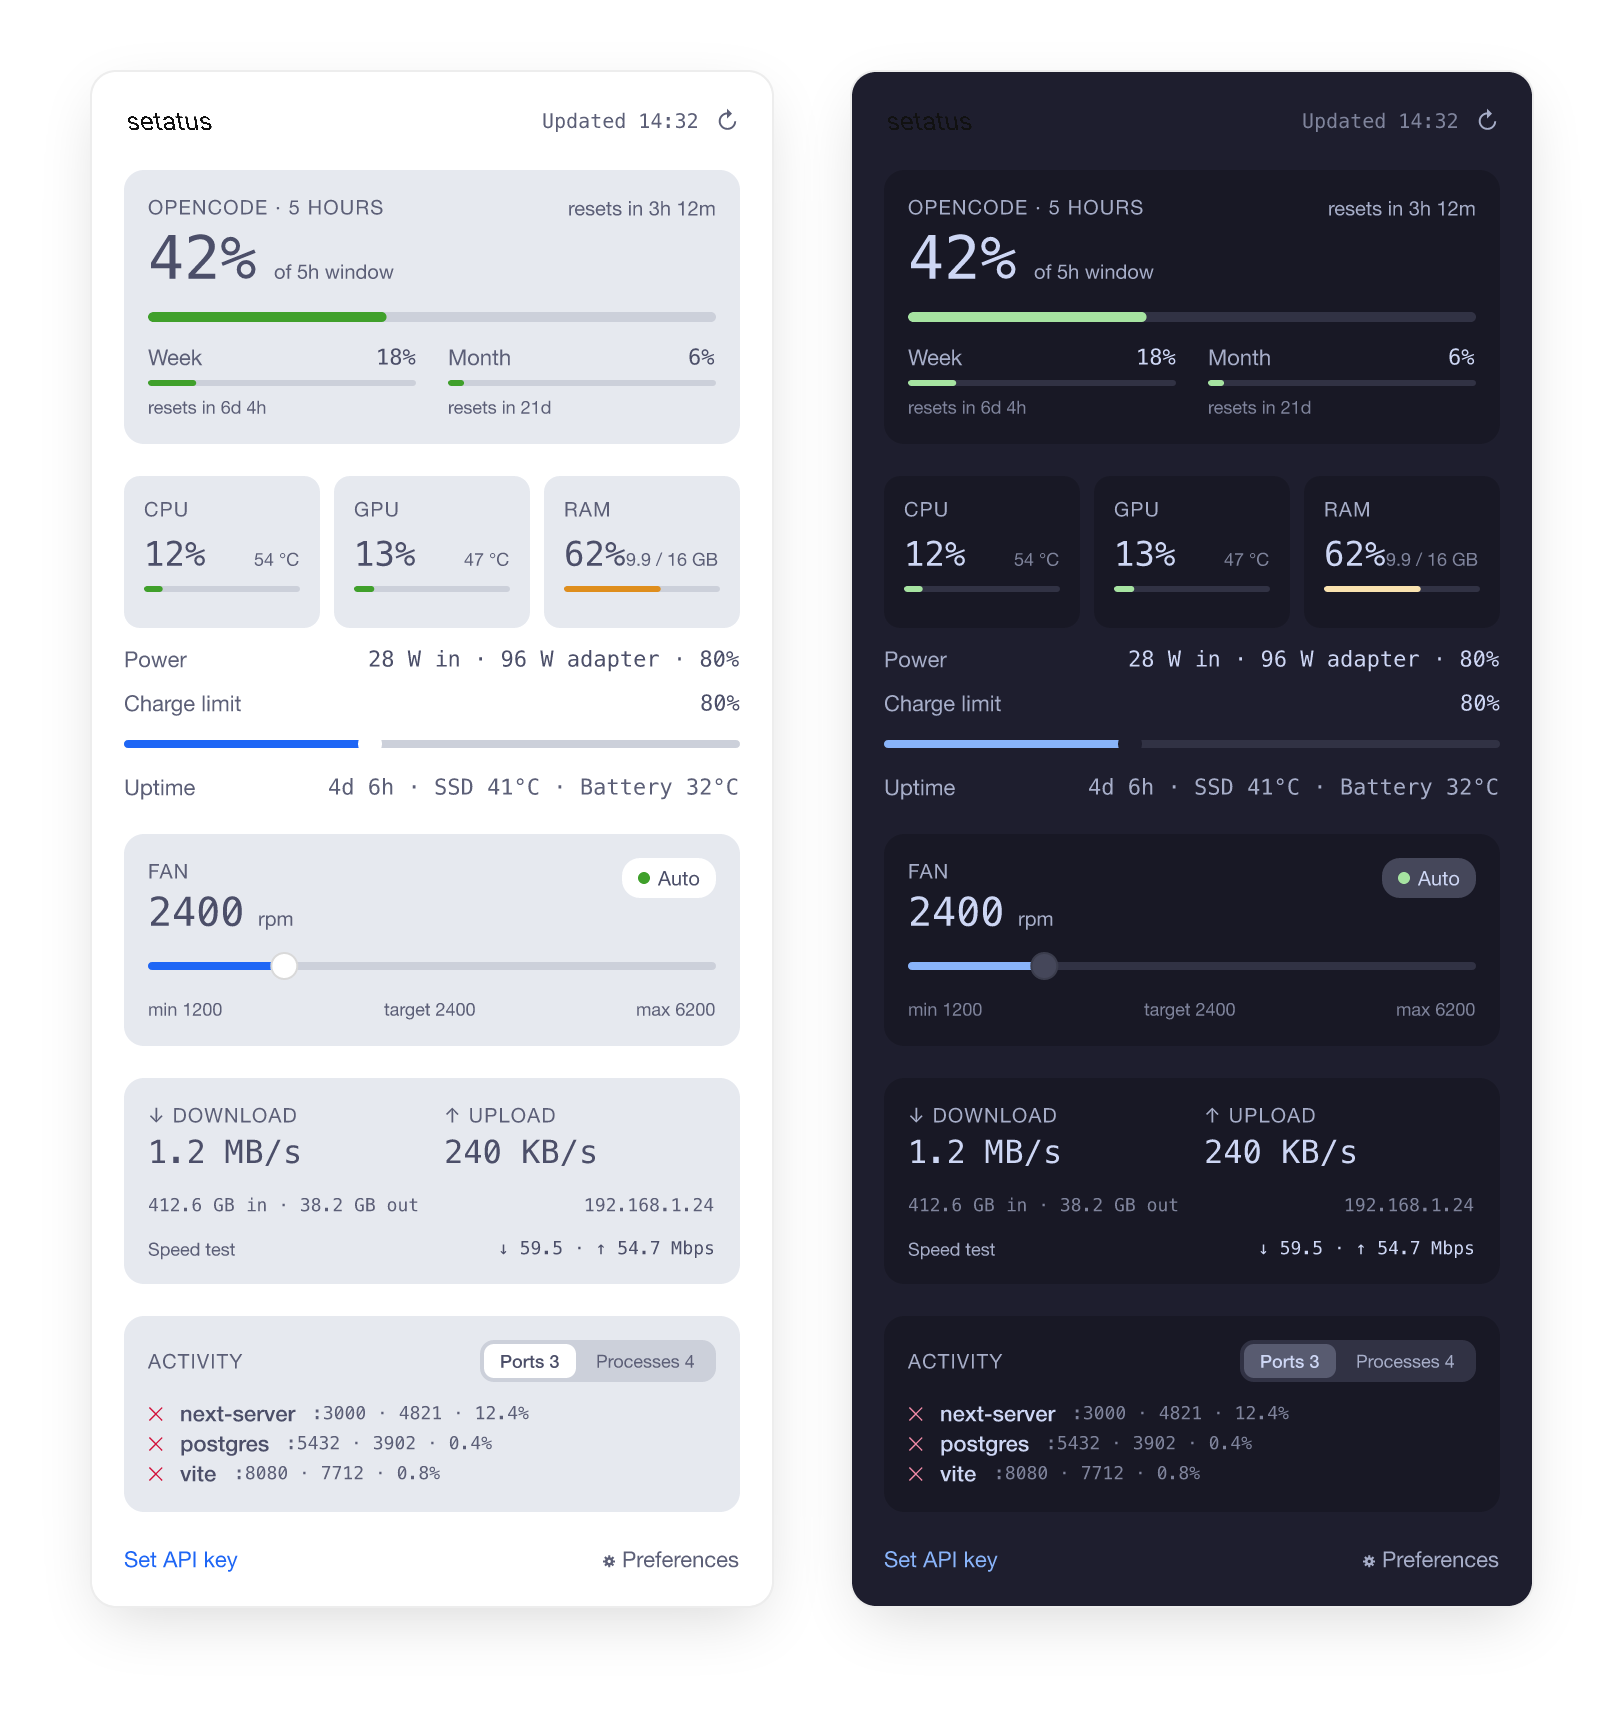 setatus
Updated 14:32
OPENCODE · 5 HOURS
resets in 3h 12m
42% of 5h window
Week 18%
Month 6%
resets in 6d 4h
resets in 21d
CPU
12% 54 °C
GPU
13% 47 °C
RAM
62% 9.9 / 16 GB
Power 28 W in · 96 W adapter · 80%
Charge limit 80%
Uptime 4d 6h · SSD 41°C · Battery 32°C
FAN
Auto
2400 rpm
min 1200 target 2400 max 6200
↓ DOWNLOAD
1.2 MB/s
↑ UPLOAD
240 KB/s
412.6 GB in · 38.2 GB out 192.168.1.24
Speed test ↓ 59.5 · ↑ 54.7 Mbps
ACTIVITY
Ports 3 Processes 4
next-server :3000 · 4821 · 12.4%
postgres :5432 · 3902 · 0.4%
vite :8080 · 7712 · 0.8%
Set API key Preferences
setatus
Updated 14:32
OPENCODE · 5 HOURS
resets in 3h 12m
42% of 5h window
Week 18%
Month 6%
resets in 6d 4h
resets in 21d
CPU
12% 54 °C
GPU
13% 47 °C
RAM
62% 9.9 / 16 GB
Power 28 W in · 96 W adapter · 80%
Charge limit 80%
Uptime 4d 6h · SSD 41°C · Battery 32°C
FAN
Auto
2400 rpm
min 1200 target 2400 max 6200
↓ DOWNLOAD
1.2 MB/s
↑ UPLOAD
240 KB/s
412.6 GB in · 38.2 GB out 192.168.1.24
Speed test ↓ 59.5 · ↑ 54.7 Mbps
ACTIVITY
Ports 3 Processes 4
next-server :3000 · 4821 · 12.4%
postgres :5432 · 3902 · 0.4%
vite :8080 · 7712 · 0.8%
Set API key Preferences